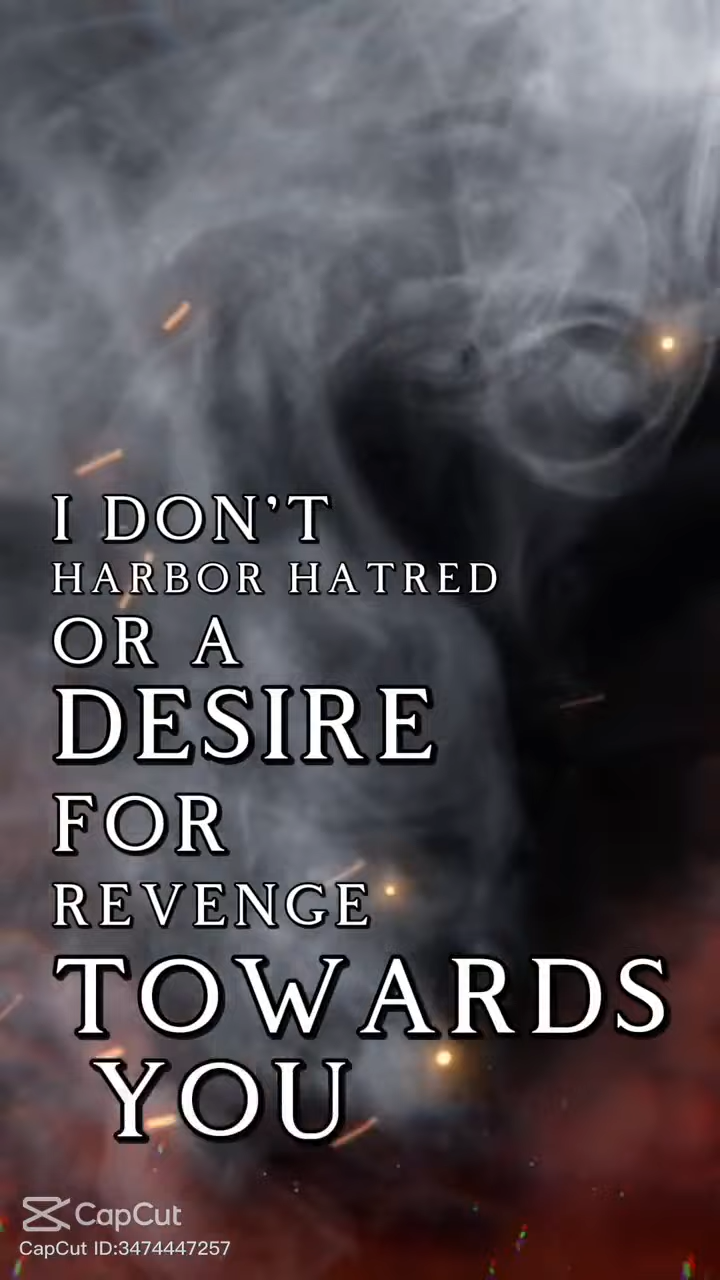 I DON'T
HARBOR HATRED
OR A
DESIRE
FOR
REVENGE
TOWARDS
YOU
CapCut
CapCut ID:3474447257